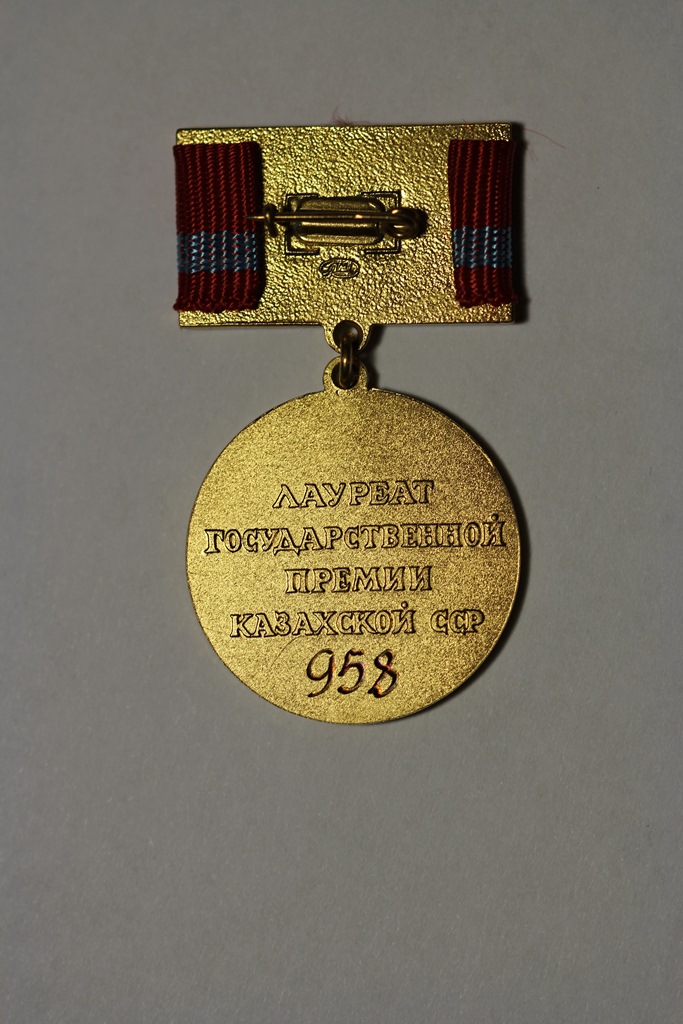 ЛАУРЕАТ
ГОСУДАРСТВЕННОЙ
ПРЕМИИ
КАЗАХСКОЙ ССР
958